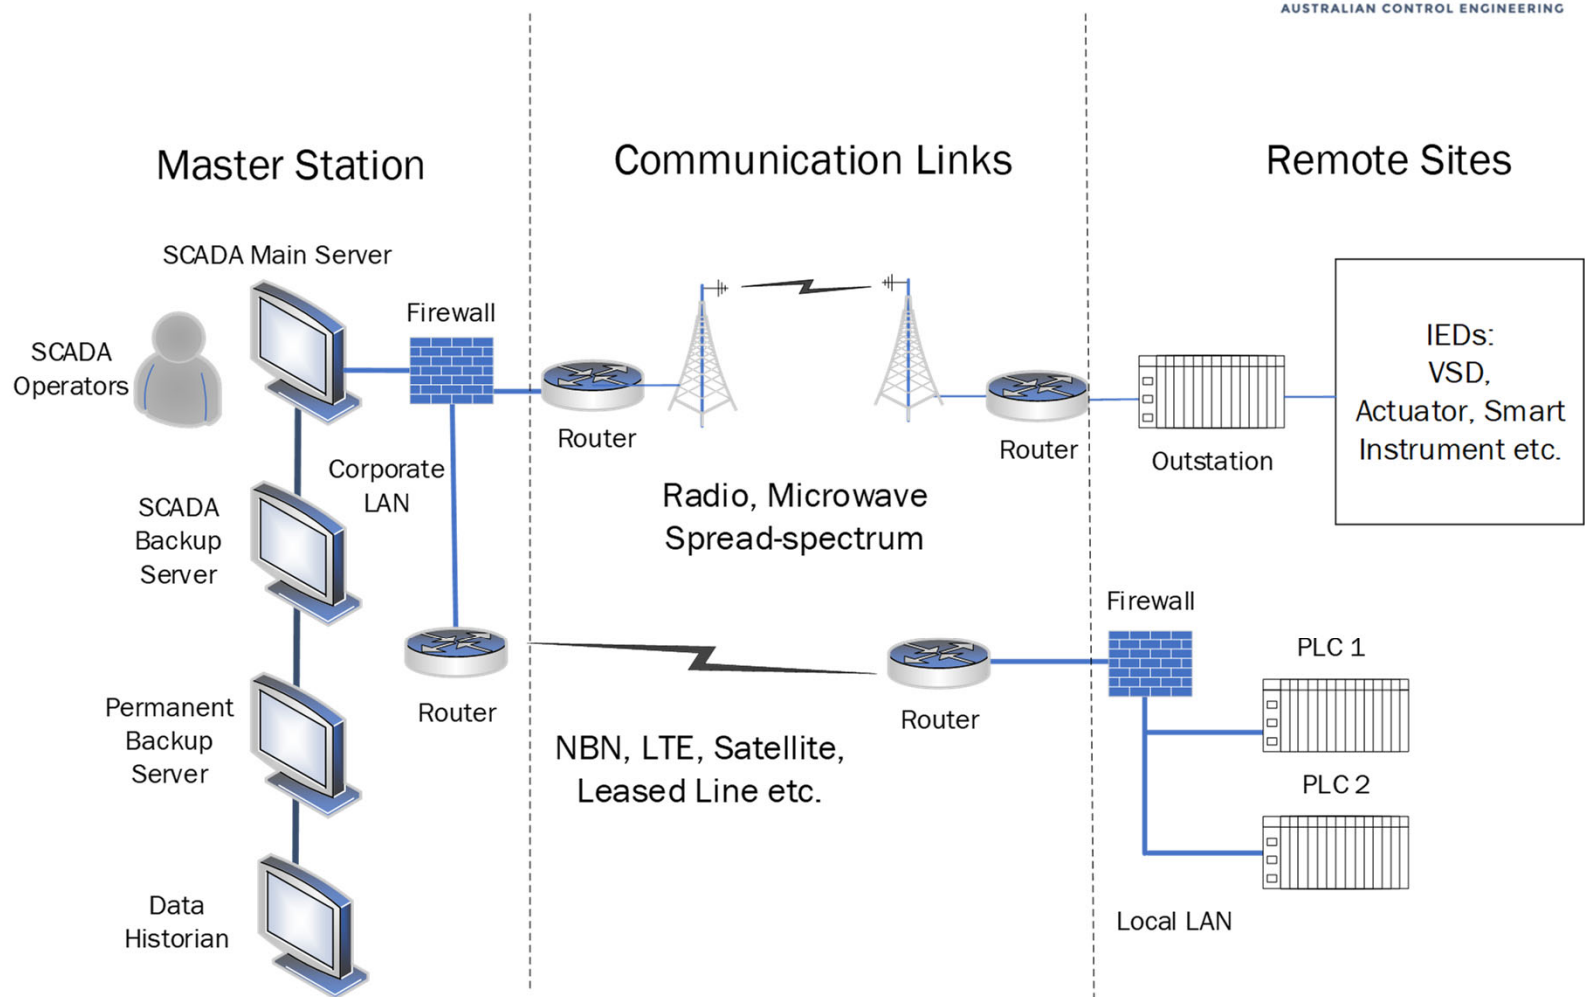 AUSTRALIAN CONTROL ENGINEERING
Master Station
Communication Links
Remote Sites
SCADA Main Server
Firewall
SCADA
Operators
Router
Router
Outstation
IEDs:
VSD,
Actuator, Smart
Instrument etc.
Corporate
LAN
Radio, Microwave
Spread-spectrum
SCADA
Backup
Server
Firewall
PLC 1
Router
Router
Permanent
Backup
Server
NBN, LTE, Satellite,
Leased Line etc.
PLC 2
Data
Historian
Local LAN